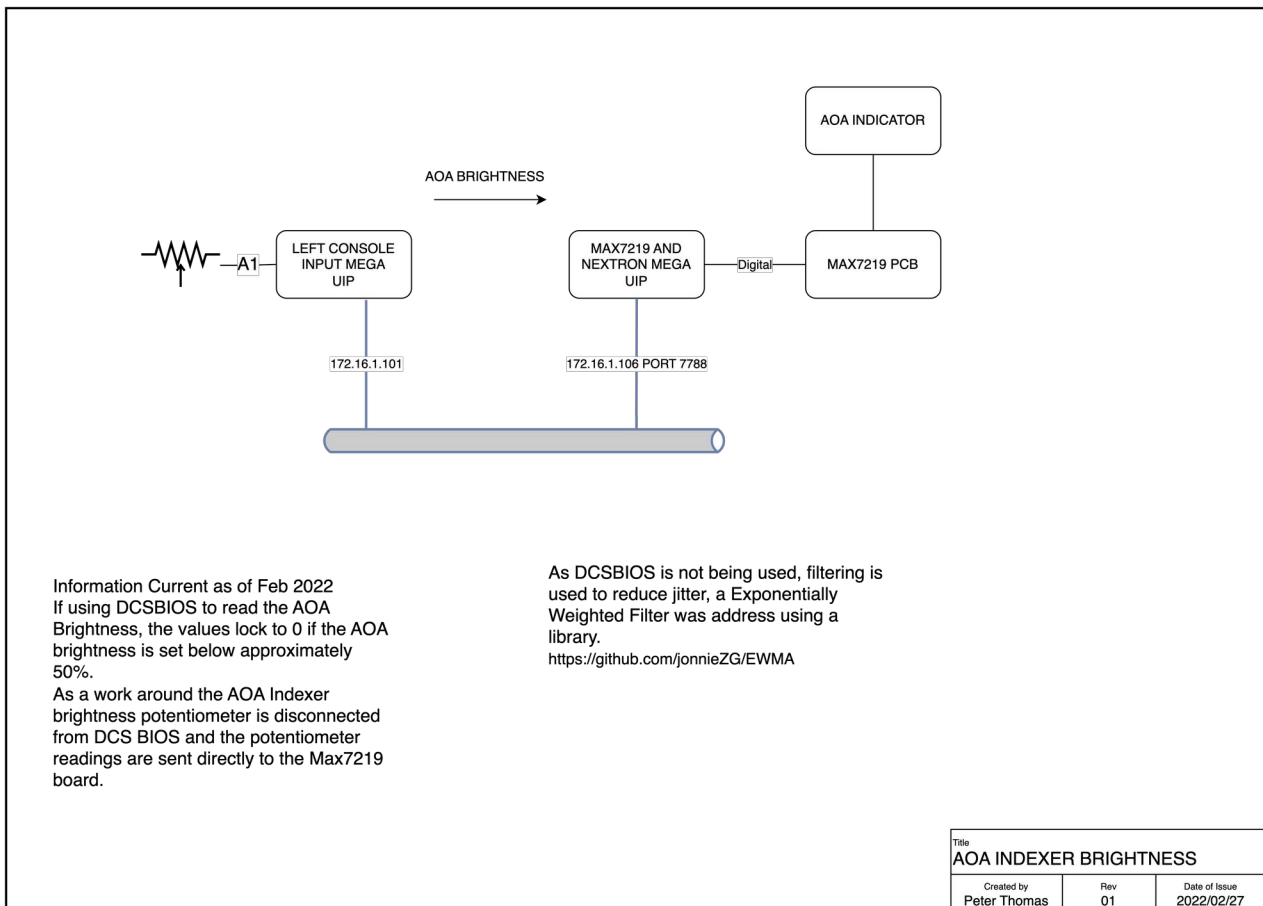 AOA INDICATOR
AOA BRIGHTNESS
A1
LEFT CONSOLE
INPUT MEGA
UIP
MAX7219 AND
NEXTRON MEGA
UIP
Digital
MAX7219 PCB
172.16.1.101
172.16.1.106 PORT 7788
Information Current as of Feb 2022
If using DCSBIOS to read the AOA
Brightness, the values lock to 0 if the AOA
brightness is set below approximately
50%.
As a work around the AOA Indexer
brightness potentiometer is disconnected
from DCS BIOS and the potentiometer
readings are sent directly to the Max7219
board.
As DCSBIOS is not being used, filtering is
used to reduce jitter, a Exponentially
Weighted Filter was address using a
library.
https://github.com/jonnieZG/EWMA
Title
AOA INDEXER BRIGHTNESS
Created by
Peter Thomas
Rev
01
Date of Issue
2022/02/27